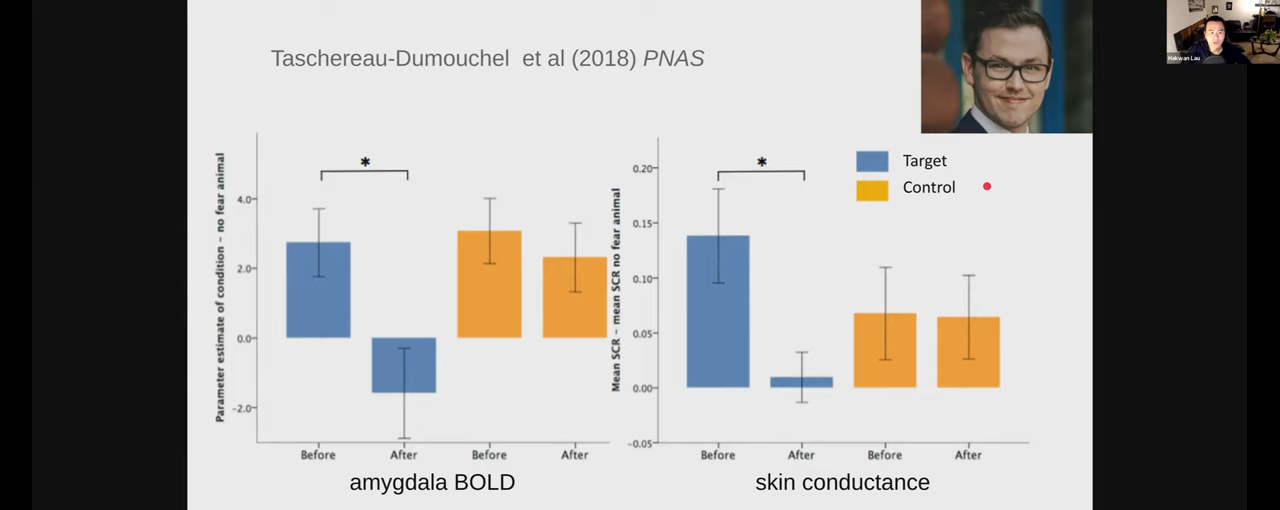 Taschereau-Dumouchel et al (2018) PNAS
Hakwan Lau
Parameter estimate of condition – no fear animal
4.0
2.0
0.0
-2.0
*
Before
After
Before
After
amygdala BOLD
Mean SCR – mean SCR no fear animal
0.20
0.15
0.10
0.05
0.00
-0.05
*
Target
Control
Before
After
Before
After
skin conductance